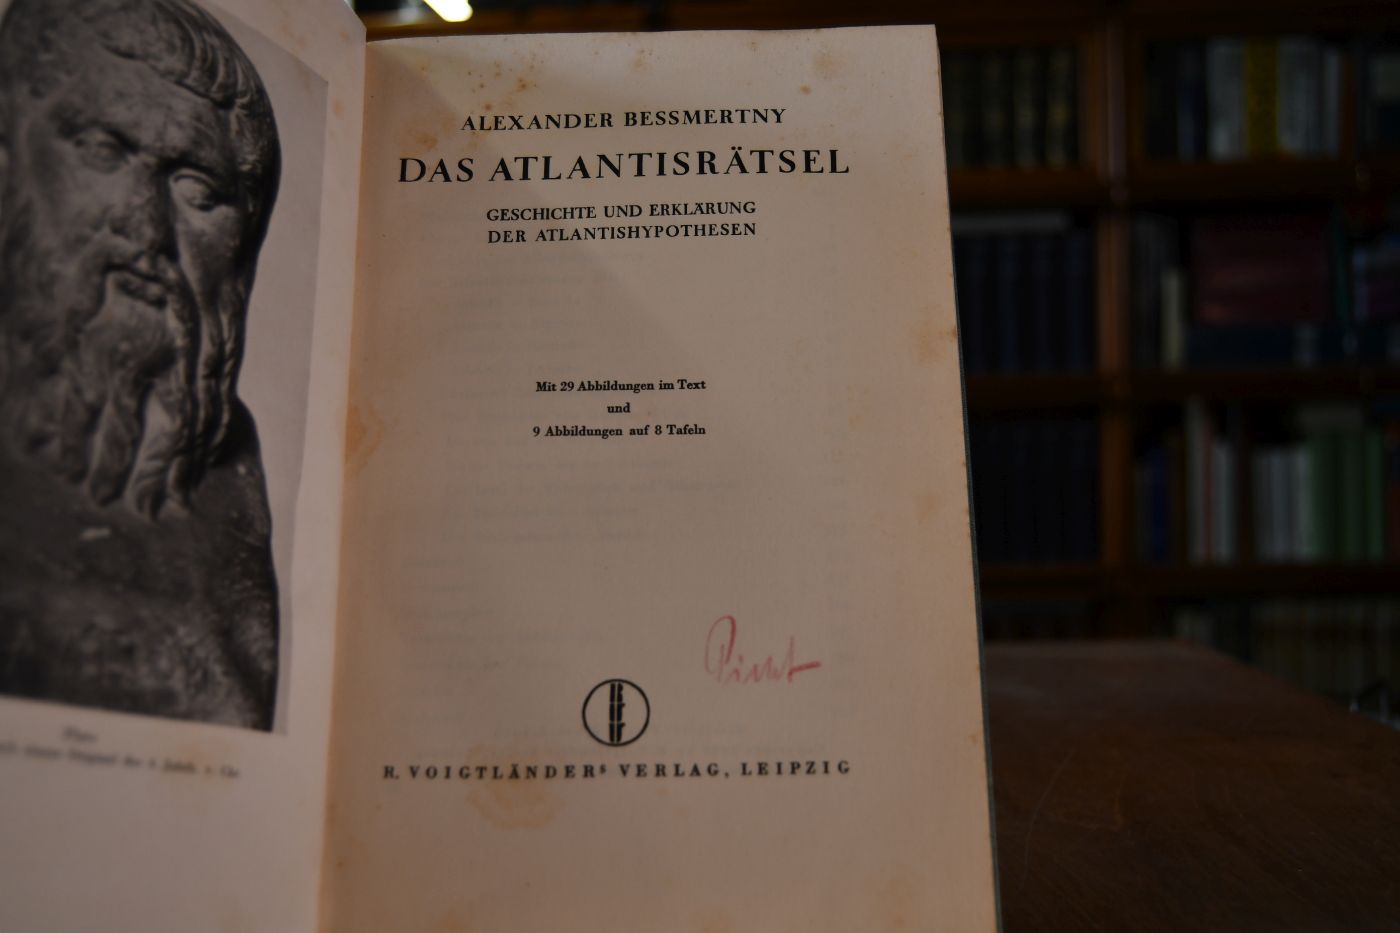 ALEXANDER BESSMERTNY
DAS ATLANTISRÄTSEL
GESCHICHTE UND ERKLÄRUNG
DER ATLANTISHYPOTHESEN
Mit 29 Abbildungen im Text
und
9 Abbildungen auf 8 Tafeln
R. VOIGTLÄNDERS VERLAG, LEIPZIG